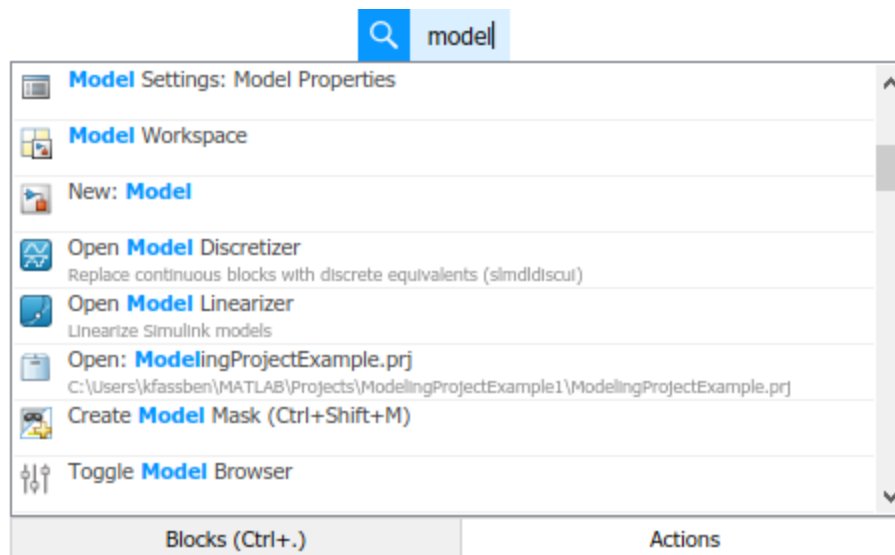 model
Model Settings: Model Properties
Model Workspace
New: Model
Open Model Discretizer
Replace continuous blocks with discrete equivalents (slmdldiscui)
Open Model Linearizer
Linearize Simulink models
Open: ModelingProjectExample.prj
C:\Users\kfassben\MATLAB\Projects\ModelingProjectExample1\ModelingProjectExample.prj
Create Model Mask (Ctrl+Shift+M)
Toggle Model Browser
Blocks (Ctrl+.)
Actions